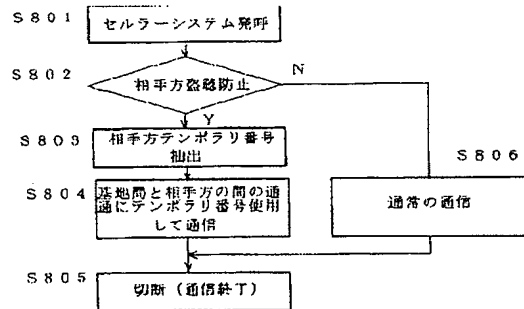 S801
セルラーシステム発呼
S802
相手方盗聴防止
N
Y
S803
相手方テンポラリ番号
抽出
S804
基地局と相手方の間の通
達にテンポラリ番号使用
して通信
S806
通常の通信
S805
切断(通信終了)